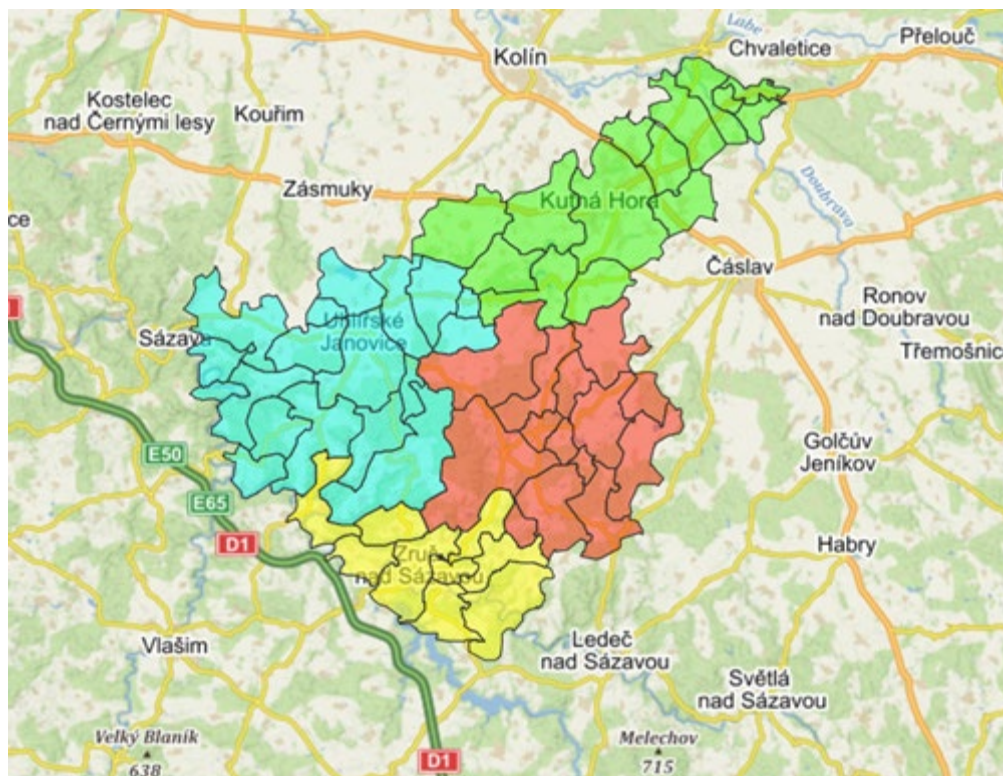 Labe
Přelouč
Chvaletice
Kolín
Kostelec
nad Černými lesy
Kouřim
Zásmuky
Kutná Hora
Doubrava
ce
Čáslav
Ronov
nad Doubravou
Uhlířské
Janovice
Sázava
Třemošnic
Golčův
Jeníkov
E50
E65
D1
Habry
Zruč
nad Sázavou
Vlašim
Ledeč
nad Sázavou
Světlá
nad Sázavou
Velký Blaník
638
Melechov
715
D1